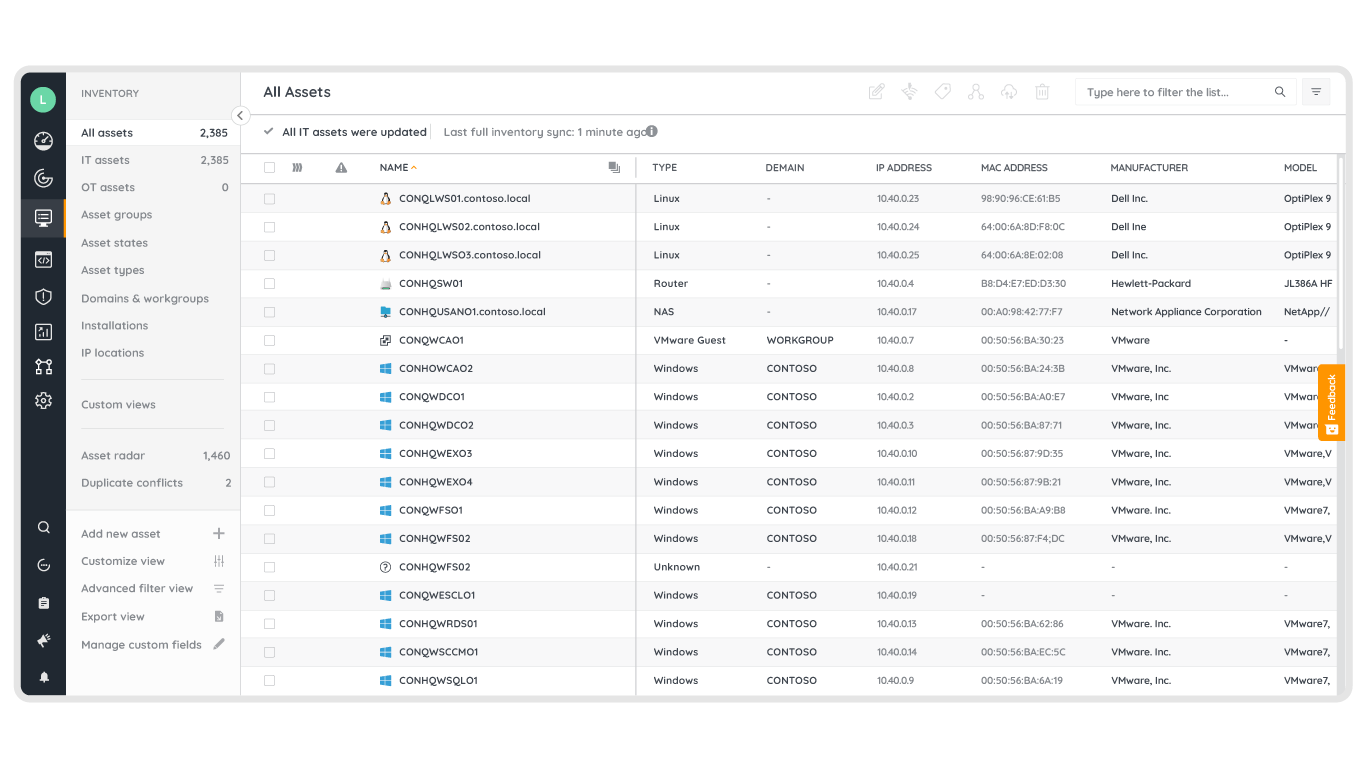 L
INVENTORY
All assets 2,385
IT assets 2,385
OT assets 0
Asset groups
Asset states
Asset types
Domains & workgroups
Installations
IP locations
Custom views
Asset radar 1,460
Duplicate conflicts 2
Add new asset
Customize view
Advanced filter view
Export view
Manage custom fields
All Assets
Type here to filter the list...
All IT assets were updated Last full inventory sync: 1 minute ago
NAME TYPE DOMAIN IP ADDRESS MAC ADDRESS MANUFACTURER MODEL
CONQLWS01.contoso.local Linux - 10.40.0.23 98:90:96:CE:61:B5 Dell Inc. OptiPlex 9
CONHQLWS02.contoso.local Linux - 10.40.0.24 64:00:6A:8D:F8:0C Dell Ine OptiPlex 9
CONHQLWSO3.contoso.local Linux - 10.40.0.25 64:00:6A:8E:02:08 Dell Inc. OptiPlex 9
CONHQSW01 Router - 10.40.0.4 B8:D4:E7:ED:D3:30 Hewlett-Packard JL386A HF
CONHQUSANO1.contoso.local NAS - 10.40.0.17 00:A0:98:42:77:F7 Network Appliance Corporation NetApp//
CONQWCAO1 VMware Guest WORKGROUP 10.40.0.7 00:50:56:BA:30:23 VMware -
CONHOWCAO2 Windows CONTOSO 10.40.0.8 00:50:56:BA:24:3B VMware, Inc. VMwar
CONQWDCO1 Windows CONTOSO 10.40.0.2 00:50:56:BA:A0:E7 VMware, Inc VMwar
CONHQWDCO2 Windows CONTOSO 10.40.0.3 00:50:56:BA:87:71 VMware, Inc. VMwar
CONHQWEXO3 Windows CONTOSO 10.40.0.10 00:50:56:87:9D:35 VMware, Inc. VMware,V
CONHQWEXO4 Windows CONTOSO 10.40.0.11 00:50:56:87:9B:21 VMware, Inc. VMware,V
CONQWFSO1 Windows CONTOSO 10.40.0.12 00:50:56:BA:A9:B8 VMware. Inc. VMware7,
CONHQWFS02 Windows CONTOSO 10.40.0.18 00:50:56:87:F4;DC VMware, Inc. VMware,V
CONHQWFS02 Unknown - 10.40.0.21 - - -
CONQWESCLO1 Windows CONTOSO 10.40.0.19 - - -
CONHQWRDS01 Windows CONTOSO 10.40.0.13 00:50:56:BA:62:86 VMware. Inc. VMware7,
CONQWSCCMO1 Windows CONTOSO 10.40.0.14 00:50:56:BA:EC:5C VMware. Inc. VMware7,
CONHQWSQLO1 Windows CONTOSO 10.40.0.9 00:50:56:BA:6A:19 VMware, Inc. VMware7,
Feedback